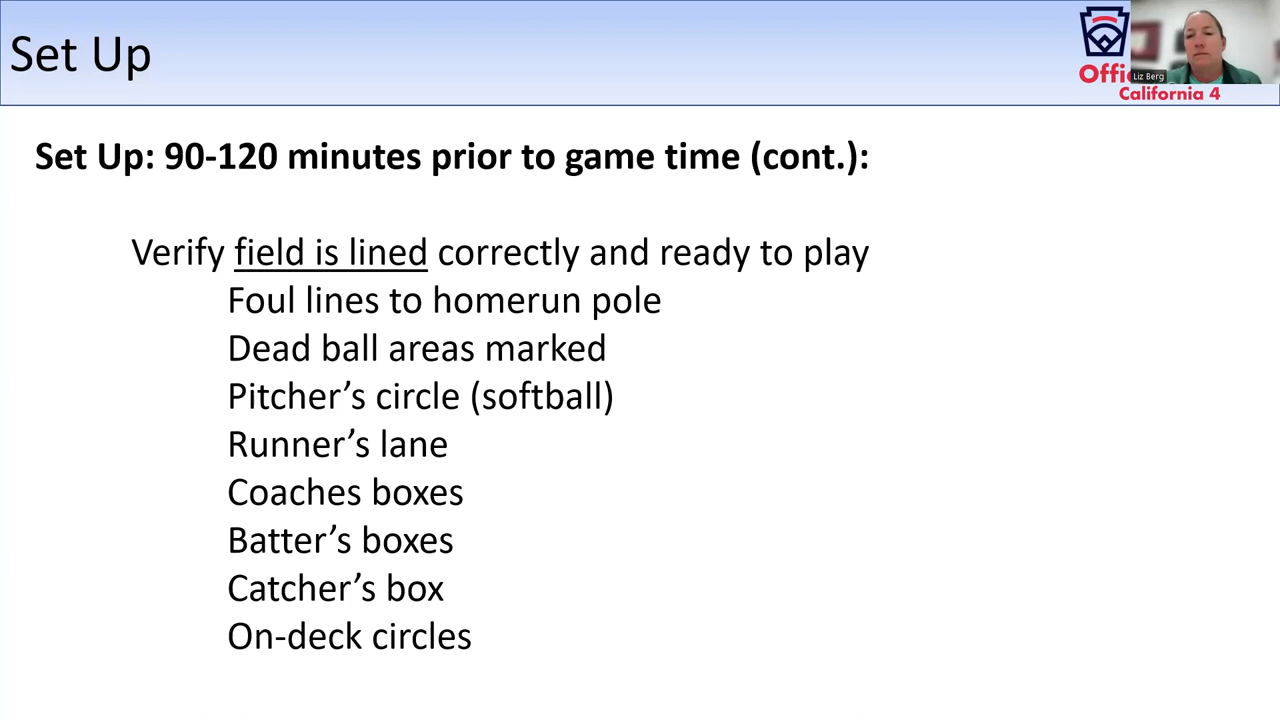 Set Up
Offi
Liz Berg
California 4
Set Up: 90-120 minutes prior to game time (cont.):
Verify field is lined correctly and ready to play
Foul lines to homerun pole
Dead ball areas marked
Pitcher’s circle (softball)
Runner’s lane
Coaches boxes
Batter’s boxes
Catcher’s box
On-deck circles